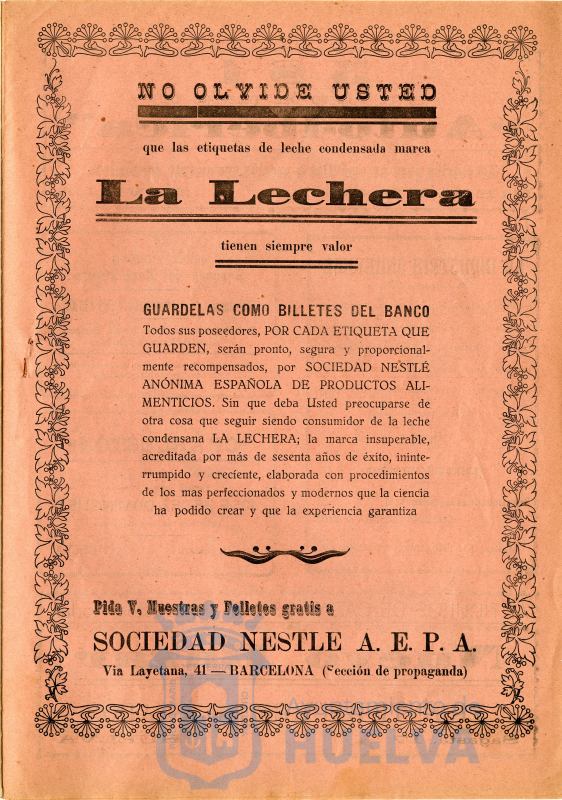 NO OLVIDE USTED
que las etiquetas de leche condensada marca
La Lechera
tienen siempre valor
GUARDELAS COMO BILLETES DEL BANCO
Todos sus poseedores, POR CADA ETIQUETA QUE
GUARDEN, serán pronto, segura y proporcional-
mente recompensados, por SOCIEDAD NESTLÉ
ANÓNIMA ESPAÑOLA DE PRODUCTOS ALI-
MENTICIOS. Sin que deba Usted preocuparse de
otra cosa que seguir siendo consumidor de la leche
condensana LA LECHERA; la marca insuperable,
acreditada por más de sesenta años de éxito, ininte-
rrumpido y creciente, elaborada con procedimientos
de los mas perfeccionados y modernos que la ciencia
ha podido crear y que la experiencia garantiza
Pida V. Muestras y Folletos gratis a
SOCIEDAD NESTLE A. E. P. A.
Via Layetana, 41 — BARCELONA (Sección de propaganda)
Ayuntamiento de
HUELVA